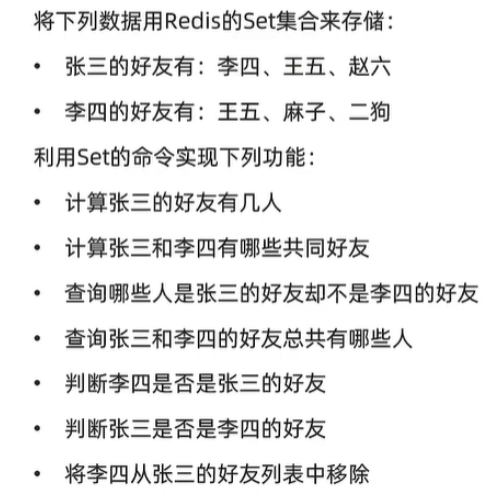 将下列数据用Redis的Set集合来存储：
• 张三的好友有：李四、王五、赵六
• 李四的好友有：王五、麻子、二狗
利用Set的命令实现下列功能：
• 计算张三的好友有几人
• 计算张三和李四有哪些共同好友
• 查询哪些人是张三的好友却不是李四的好友
• 查询张三和李四的好友总共有哪些人
• 判断李四是否是张三的好友
• 判断张三是否是李四的好友
• 将李四从张三的好友列表中移除